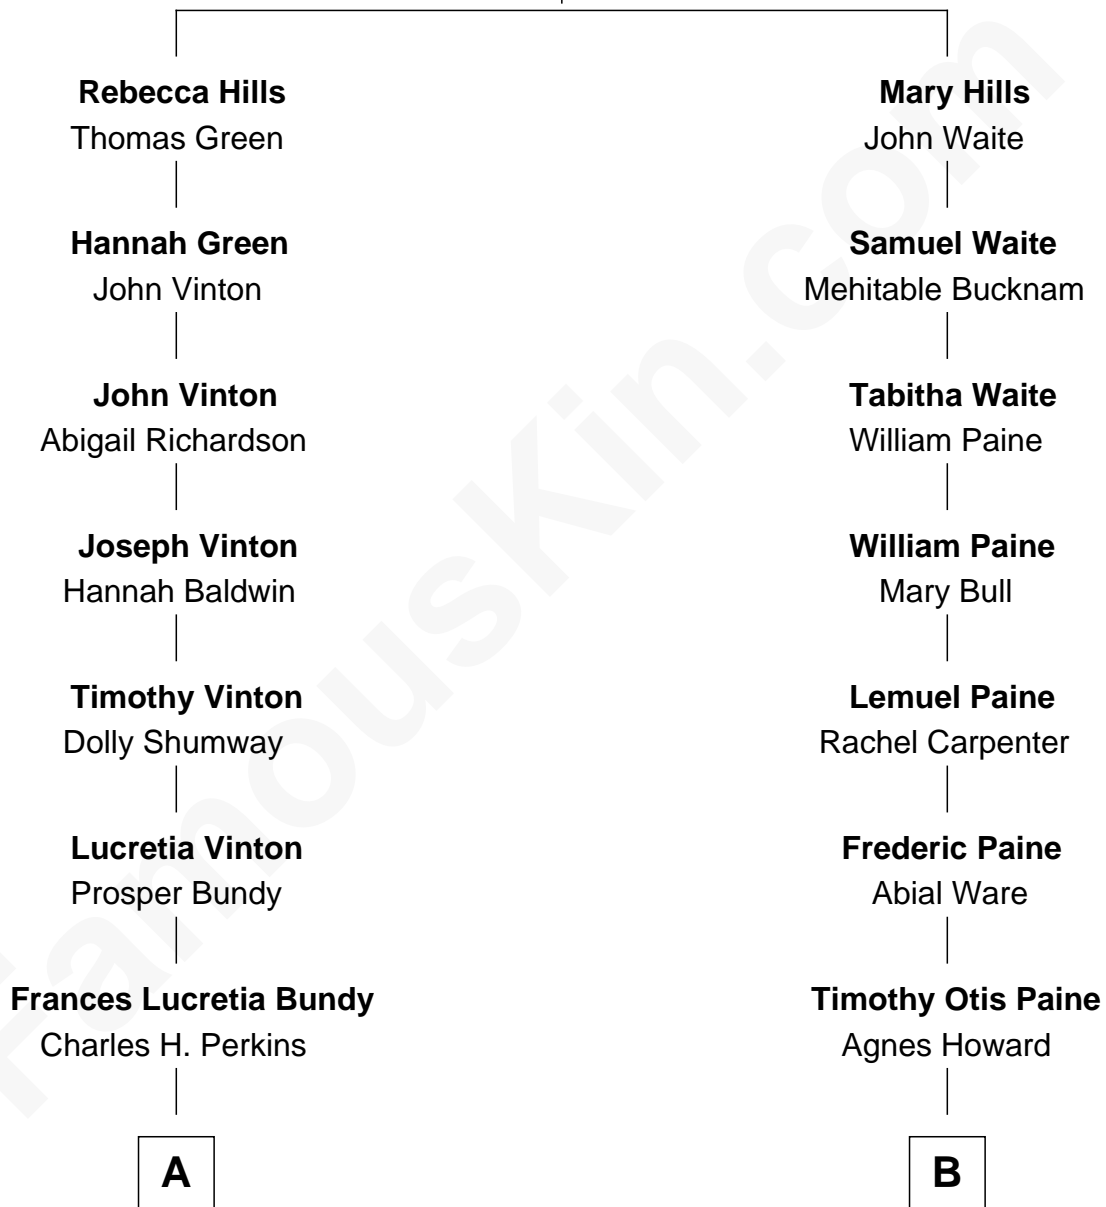 Rebecca Hills
Thomas Green
Hannah Green
John Vinton
John Vinton
Abigail Richardson
Joseph Vinton
Hannah Baldwin
Timothy Vinton
Dolly Shumway
Lucretia Vinton
Prosper Bundy
Frances Lucretia Bundy
Charles H. Perkins
A
Mary Hills
John Waite
Samuel Waite
Mehitable Bucknam
Tabitha Waite
William Paine
William Paine
Mary Bull
Lemuel Paine
Rachel Carpenter
Frederic Paine
Abial Ware
Timothy Otis Paine
Agnes Howard
B
FamousKin.com